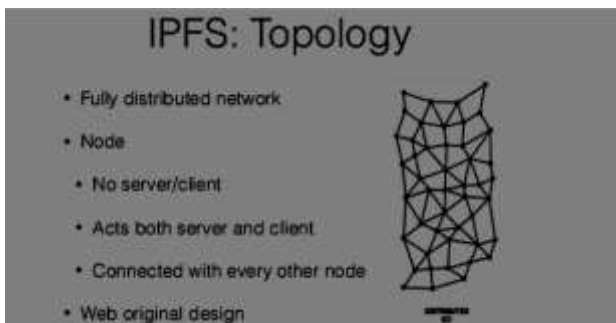 IPFS: Topology
• Fully distributed network
• Node
• No server/client
• Acts both server and client
• Connected with every other node
• Web original design
DISTRIBUTED